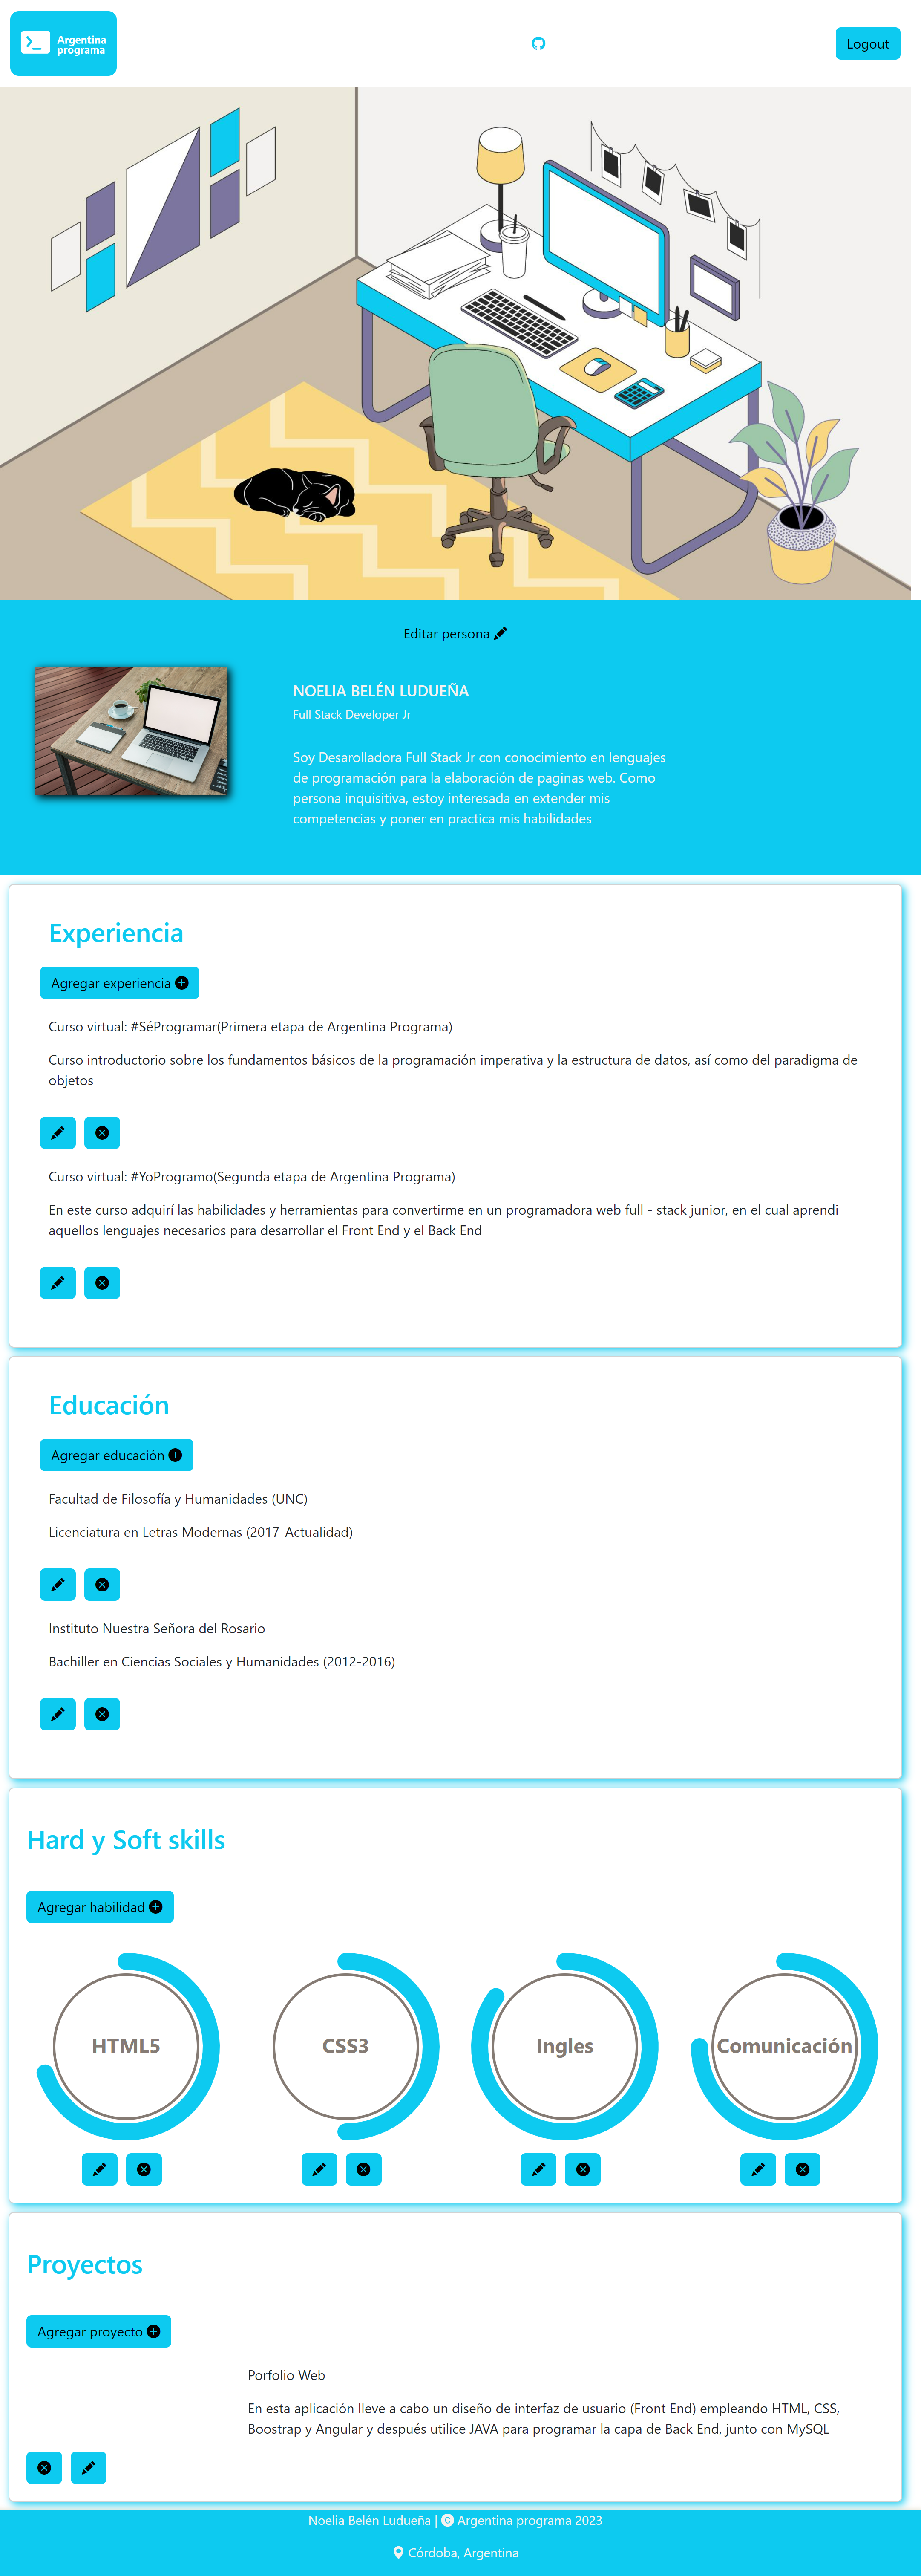 Argentina
programa
Logout
Editar persona
NOELIA BELÉN LUDUEÑA
Full Stack Developer Jr
Soy Desarolladora Full Stack Jr con conocimiento en lenguajes
de programación para la elaboración de paginas web. Como
persona inquisitiva, estoy interesada en extender mis
competencias y poner en practica mis habilidades
Experiencia
Agregar experiencia
Curso virtual: #SéProgramar(Primera etapa de Argentina Programa)
Curso introductorio sobre los fundamentos básicos de la programación imperativa y la estructura de datos, así como del paradigma de
objetos
Curso virtual: #YoProgramo(Segunda etapa de Argentina Programa)
En este curso adquirí las habilidades y herramientas para convertirme en un programadora web full - stack junior, en el cual aprendi
aquellos lenguajes necesarios para desarrollar el Front End y el Back End
Educación
Agregar educación
Facultad de Filosofía y Humanidades (UNC)
Licenciatura en Letras Modernas (2017-Actualidad)
Instituto Nuestra Señora del Rosario
Bachiller en Ciencias Sociales y Humanidades (2012-2016)
Hard y Soft skills
Agregar habilidad
HTML5 CSS3 Ingles Comunicación
Proyectos
Agregar proyecto
Porfolio Web
En esta aplicación lleve a cabo un diseño de interfaz de usuario (Front End) empleando HTML, CSS,
Boostrap y Angular y después utilice JAVA para programar la capa de Back End, junto con MySQL
Noelia Belén Ludueña | © Argentina programa 2023
Córdoba, Argentina